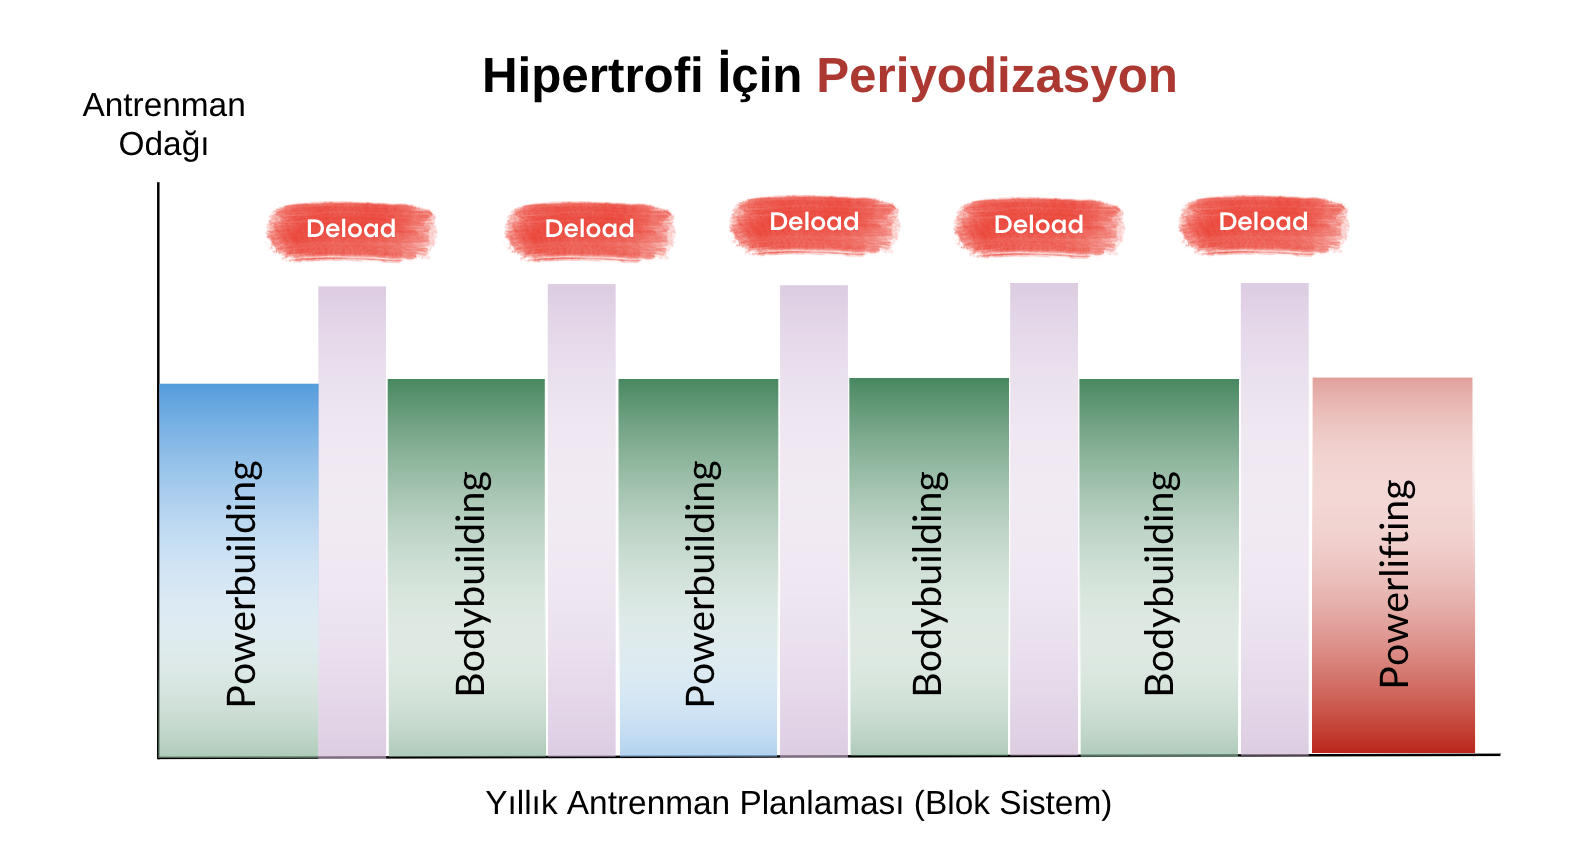 Hipertrofi İçin Periyodizasyon
Antrenman
Odağı
Deload
Deload
Deload
Deload
Deload
Powerbuilding
Bodybuilding
Powerbuilding
Bodybuilding
Bodybuilding
Powerlifting
Yıllık Antrenman Planlaması (Blok Sistem)